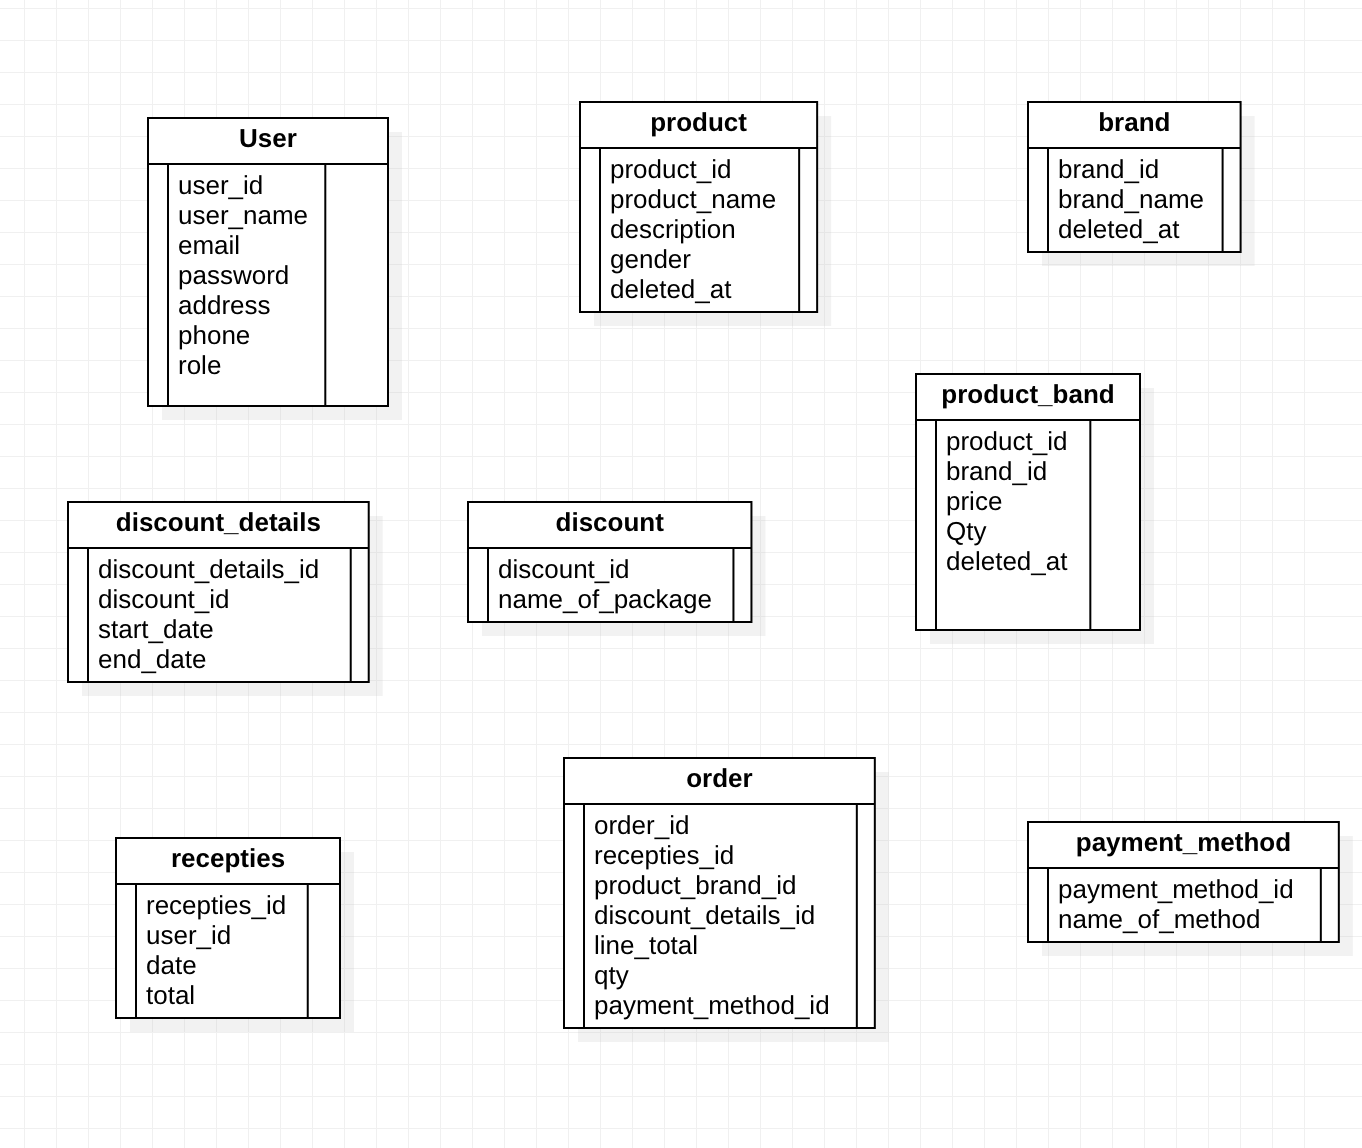 User
user_id
user_name
email
password
address
phone
role
product
product_id
product_name
description
gender
deleted_at
brand
brand_id
brand_name
deleted_at
product_band
product_id
brand_id
price
Qty
deleted_at
discount_details
discount_details_id
discount_id
start_date
end_date
discount
discount_id
name_of_package
order
order_id
recepties_id
product_brand_id
discount_details_id
line_total
qty
payment_method_id
recepties
recepties_id
user_id
date
total
payment_method
payment_method_id
name_of_method